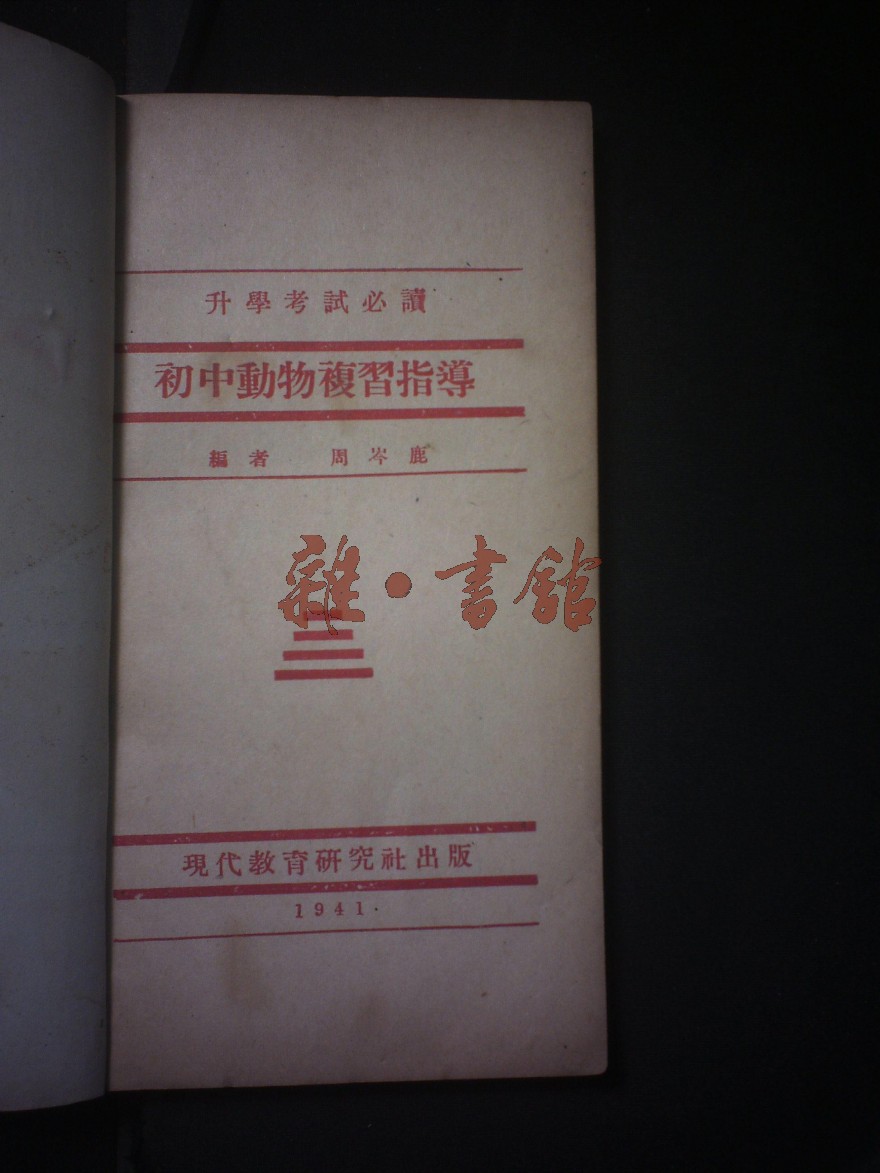 升學考試必讀
初中動物複習指導
編者 周岑鹿
雜·書館
現代教育研究社出版
1941.